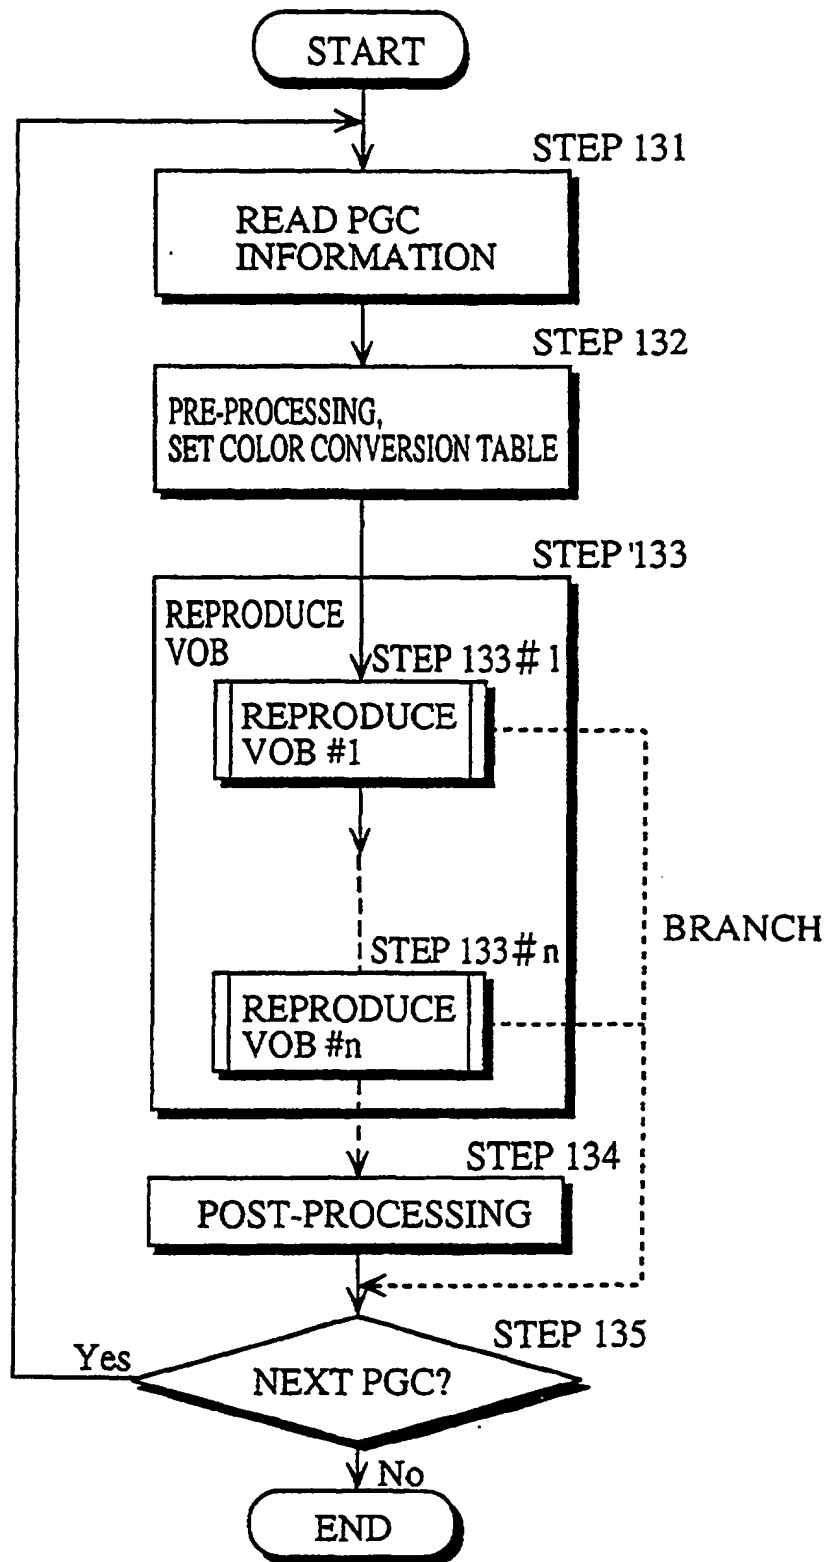 START
STEP 131
READ PGC
INFORMATION
STEP 132
PRE-PROCESSING,
SET COLOR CONVERSION TABLE
STEP 133
REPRODUCE
VOB
STEP 133#1
REPRODUCE
VOB #1
BRANCH
STEP 133#n
REPRODUCE
VOB #n
STEP 134
POST-PROCESSING
STEP 135
Yes
NEXT PGC?
No
END